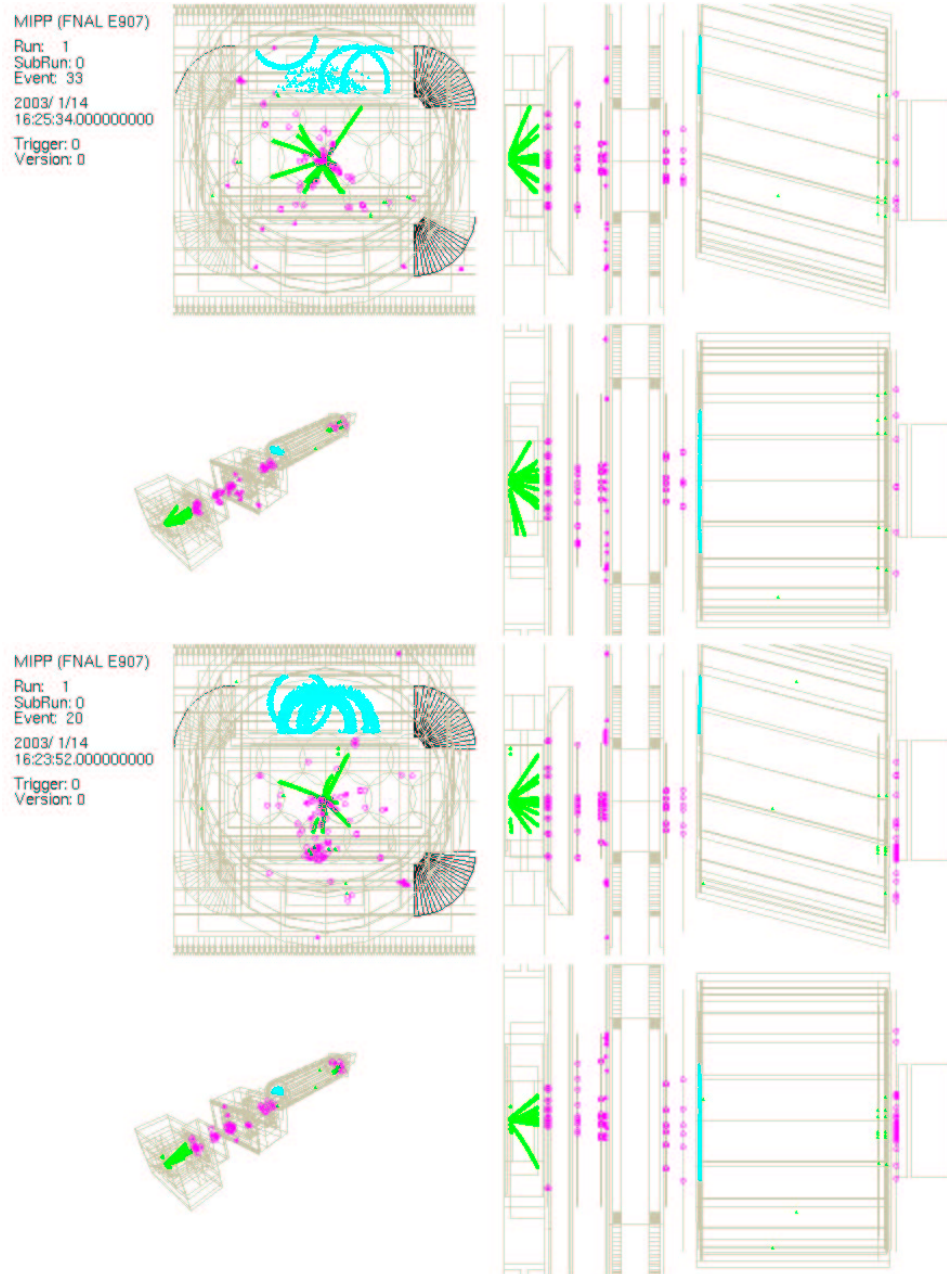 MIPP (FNAL E907)
Run: 1
SubRun: 0
Event: 33
2003/ 1/14
16:25:34.000000000
Trigger: 0
Version: 0
MIPP (FNAL E907)
Run: 1
SubRun: 0
Event: 20
2003/ 1/14
16:23:52.000000000
Trigger: 0
Version: 0